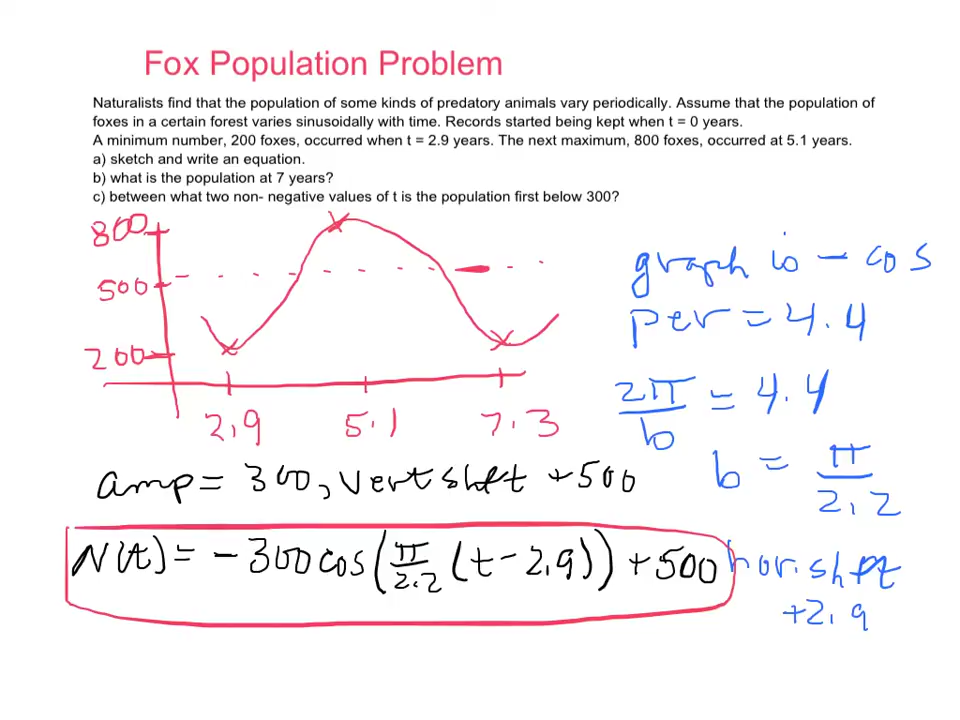 Fox Population Problem
Naturalists find that the population of some kinds of predatory animals vary periodically. Assume that the population of
foxes in a certain forest varies sinusoidally with time. Records started being kept when t = 0 years.
A minimum number, 200 foxes, occurred when t = 2.9 years. The next maximum, 800 foxes, occurred at 5.1 years.
a) sketch and write an equation.
b) what is the population at 7 years?
c) between what two non- negative values of t is the population first below 300?
800
500
200
2.9 5.1 7.3
graph is - cos
per = 4.4
2π/b = 4.4
b = π/2.2
amp = 300, vert shft +500
N(t) = -300cos(π/2.2(t-2.9))+500
hor. shft
+2.9